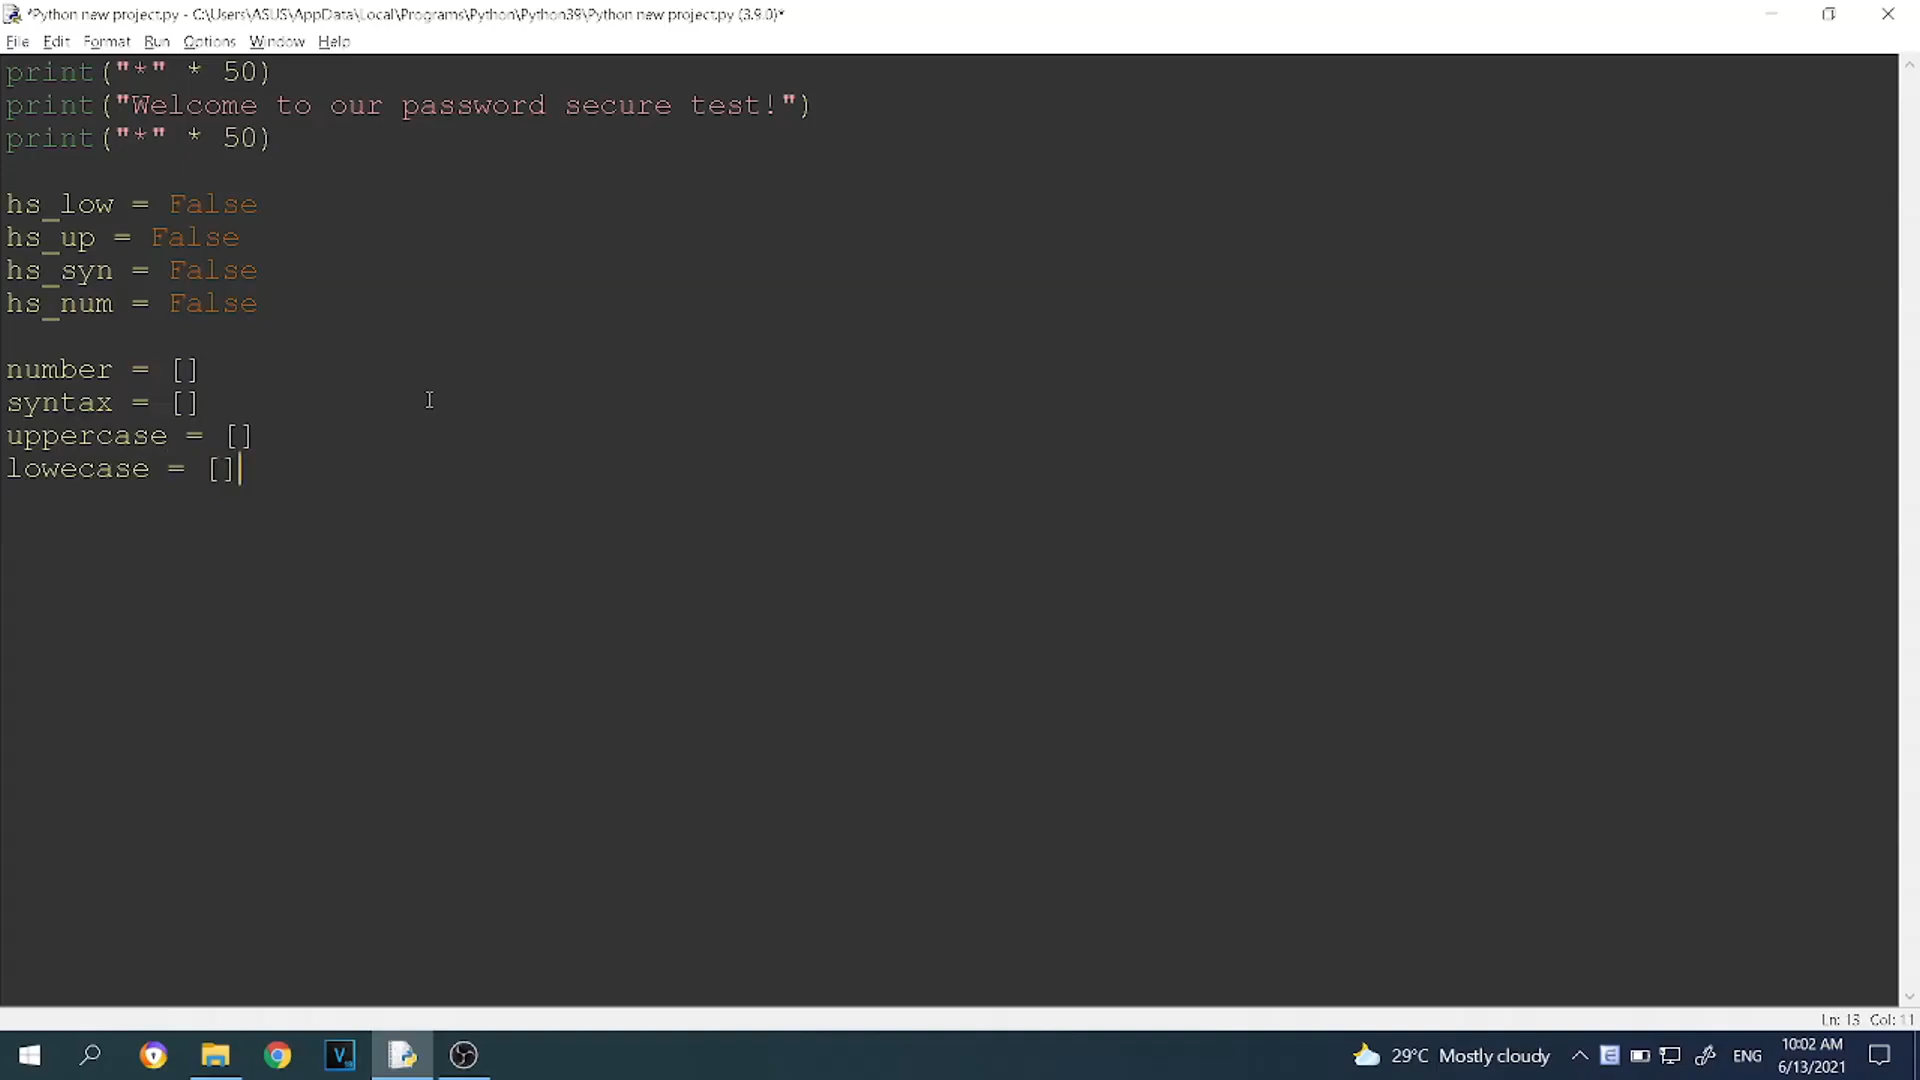 *Python new project.py - C:\Users\ASUS\AppData\Local\Programs\Python\Python39\Python new project.py (3.9.0)*
File Edit Format Run Options Window Help
print("*" * 50)
print("Welcome to our password secure test!")
print("*" * 50)
hs_low = False
hs_up = False
hs_syn = False
hs_num = False
number = []
syntax = []
uppercase = []
lowecase = []
Ln: 13 Col: 11
29°C Mostly cloudy
ENG
10:02 AM
6/13/2021